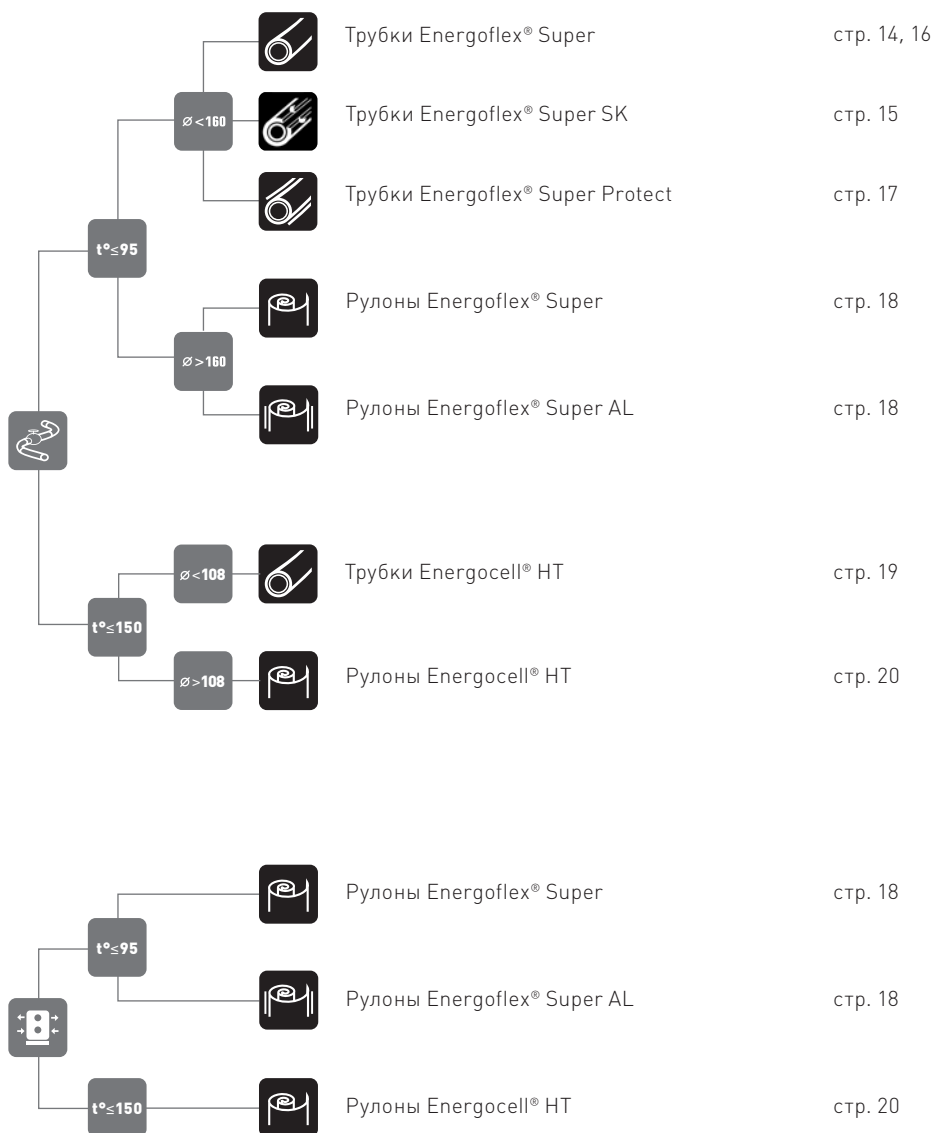 Трубки Energoflex® Super стр. 14, 16
ø<160 Трубки Energoflex® Super SK стр. 15
Трубки Energoflex® Super Protect стр. 17
t°≤95
Рулоны Energoflex® Super стр. 18
ø>160
Рулоны Energoflex® Super AL стр. 18
ø<108 Трубки Energocell® HT стр. 19
t°≤150
ø>108 Рулоны Energocell® HT стр. 20
Рулоны Energoflex® Super стр. 18
t°≤95
Рулоны Energoflex® Super AL стр. 18
t°≤150 Рулоны Energocell® HT стр. 20